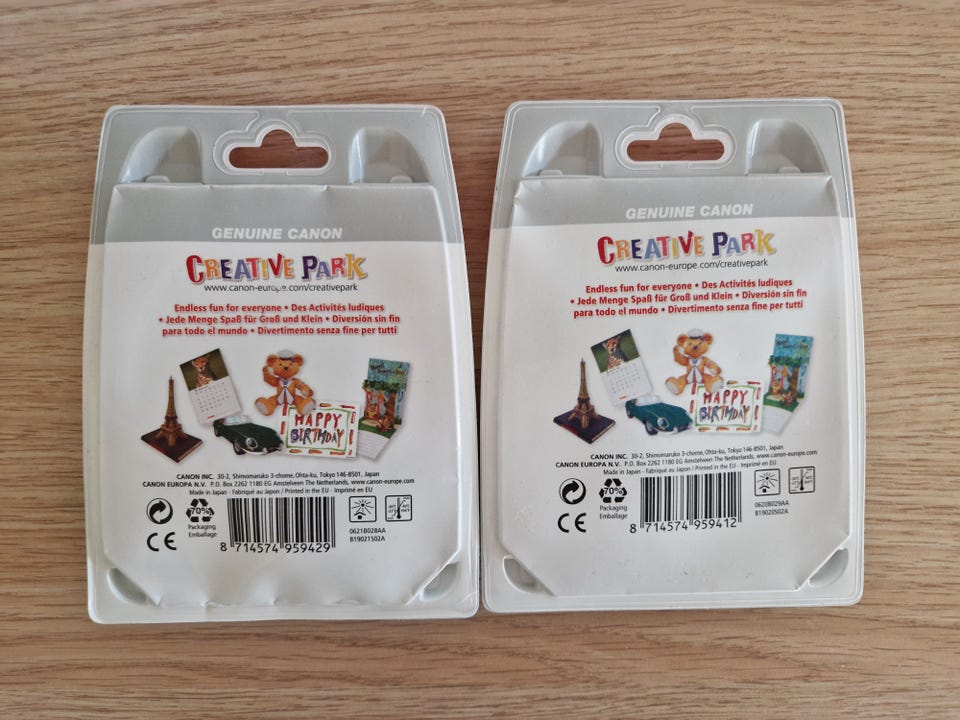 GENUINE CANON
CREATIVE PARK
www.canon-europe.com/creativepark
Endless fun for everyone • Des Activités ludiques
• Jede Menge Spaß für Groß und Klein • Diversión sin fin
para todo el mundo • Divertimento senza fine per tutti
HAPPY
BIRTHDAY
CANON INC. 30-2, Shimomaruko 3-chome, Ohta-ku, Tokyo 146-8501, Japan
CANON EUROPA N.V. P.O. Box 2262 1180 EG Amstelveen The Netherlands, www.canon-europe.com
Made in Japan - Fabriqué au Japon / Printed in the EU - Imprimé en EU
70%
Packaging
Emballage
CE
8 714574 959429
0621B028AA
B19021S02A
GENUINE CANON
CREATIVE PARK
www.canon-europe.com/creativepark
Endless fun for everyone • Des Activités ludiques
• Jede Menge Spaß für Groß und Klein • Diversión sin fin
para todo el mundo • Divertimento senza fine per tutti
HAPPY
BIRTHDAY
CANON INC. 30-2, Shimomaruko 3-chome, Ohta-ku, Tokyo 146-8501, Japan
CANON EUROPA N.V. P.O. Box 2262 1180 EG Amstelveen The Netherlands, www.canon-europe.com
Made in Japan - Fabriqué au Japon / Printed in the EU - Imprimé en EU
70%
Packaging
Emballage
CE
8 714574 959412
0620B029AA
B19020S02A